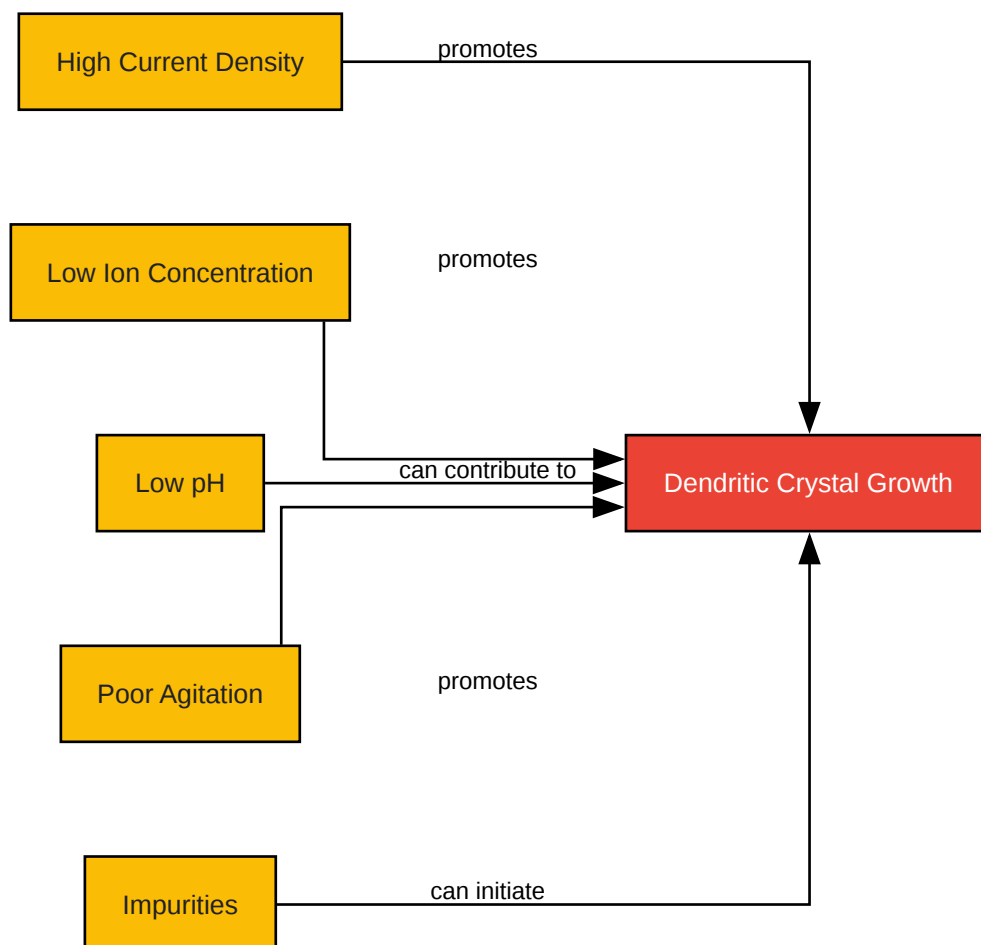 High Current Density
promotes
Low Ion Concentration
promotes
Low pH
can contribute to
Dendritic Crystal Growth
Poor Agitation
promotes
Impurities
can initiate